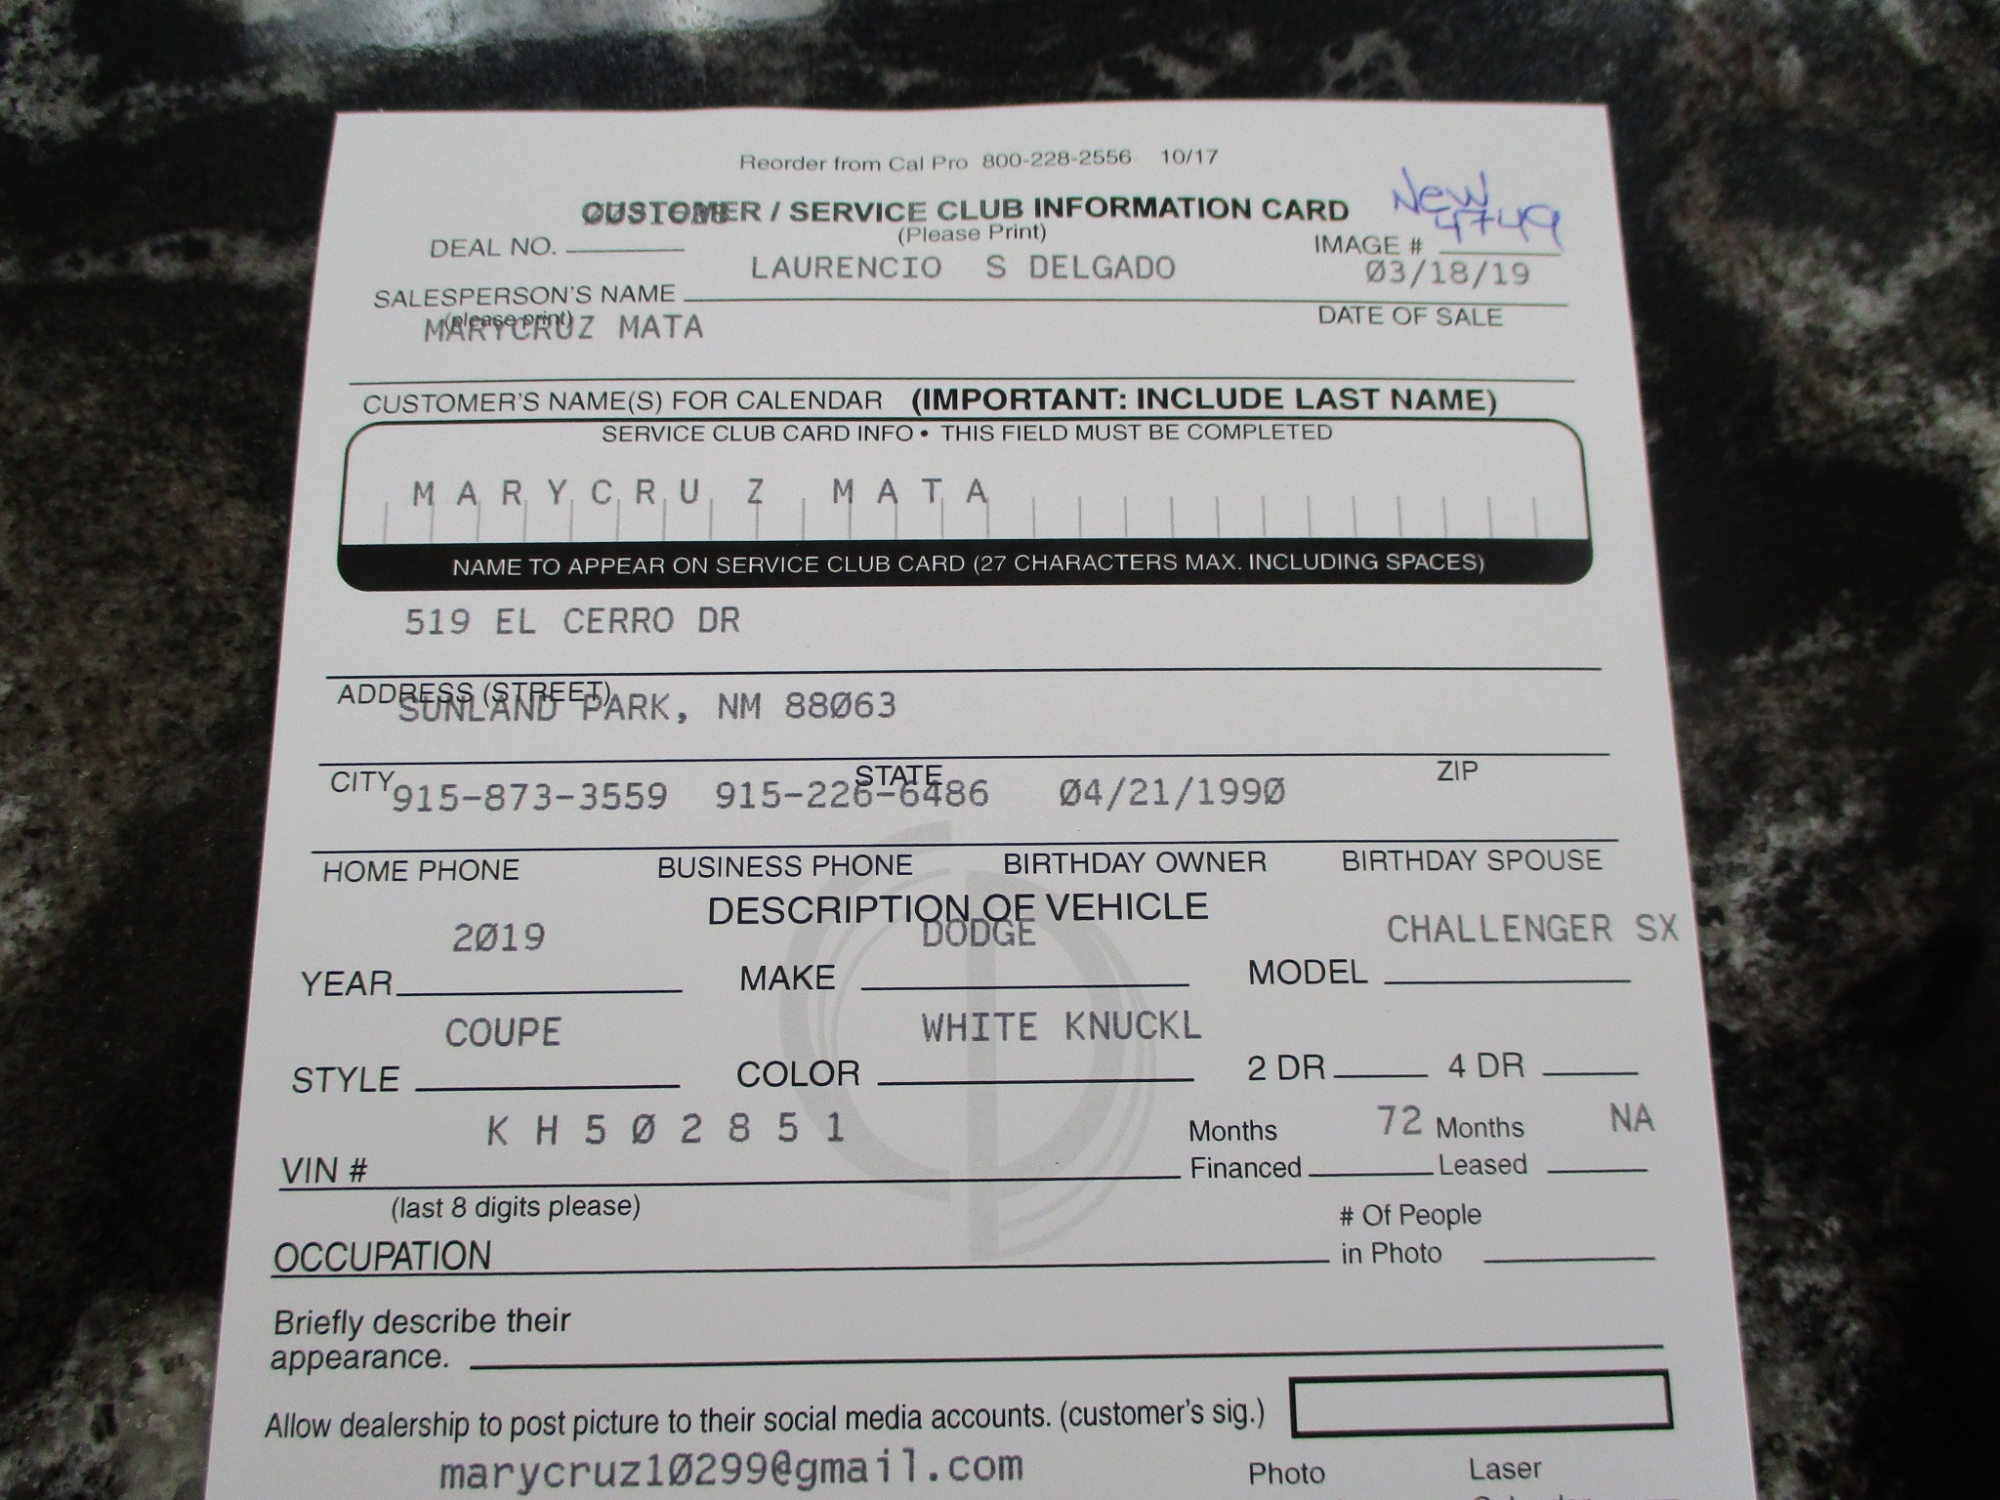 Reorder from Cal Pro 800-228-2556 10/17
CUSTOMER / SERVICE CLUB INFORMATION CARD New
(Please Print)
DEAL NO. IMAGE # 4749
LAURENCIO S DELGADO 03/18/19
SALESPERSON'S NAME DATE OF SALE
(please print)
MARYCRUZ MATA
CUSTOMER'S NAME(S) FOR CALENDAR (IMPORTANT: INCLUDE LAST NAME)
SERVICE CLUB CARD INFO • THIS FIELD MUST BE COMPLETED
MARYCRUZ MATA
NAME TO APPEAR ON SERVICE CLUB CARD (27 CHARACTERS MAX. INCLUDING SPACES)
519 EL CERRO DR
ADDRESS (STREET)
SUNLAND PARK, NM 88063
CITY STATE ZIP
915-873-3559 915-226-6486 04/21/1990
HOME PHONE BUSINESS PHONE BIRTHDAY OWNER BIRTHDAY SPOUSE
DESCRIPTION OF VEHICLE
2019 DODGE CHALLENGER SX
YEAR MAKE MODEL
COUPE WHITE KNUCKL
STYLE COLOR 2 DR 4 DR
KH502851 Months 72 Months NA
VIN # Financed Leased
(last 8 digits please) # Of People
OCCUPATION in Photo
Briefly describe their
appearance.
Allow dealership to post picture to their social media accounts. (customer's sig.)
marycruz10299@gmail.com Photo Laser